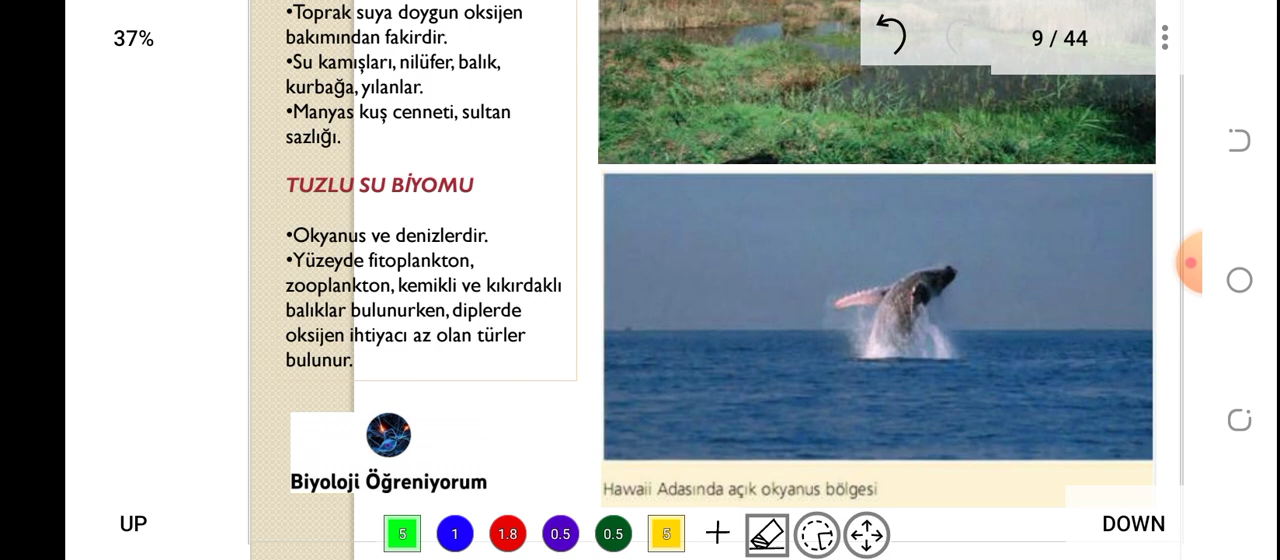 37%
9 / 44
•Toprak suya doygun oksijen
bakımından fakirdir.
•Su kamışları, nilüfer, balık,
kurbağa, yılanlar.
•Manyas kuş cenneti, sultan
sazlığı.
TUZLU SU BİYOMU
•Okyanus ve denizlerdir.
•Yüzeyde fitoplankton,
zooplankton, kemikli ve kıkırdaklı
balıklar bulunurken, diplerde
oksijen ihtiyacı az olan türler
bulunur.
Biyoloji Öğreniyorum
Hawaii Adasında açık okyanus bölgesi
UP
5 1 1.8 0.5 0.5 5
DOWN